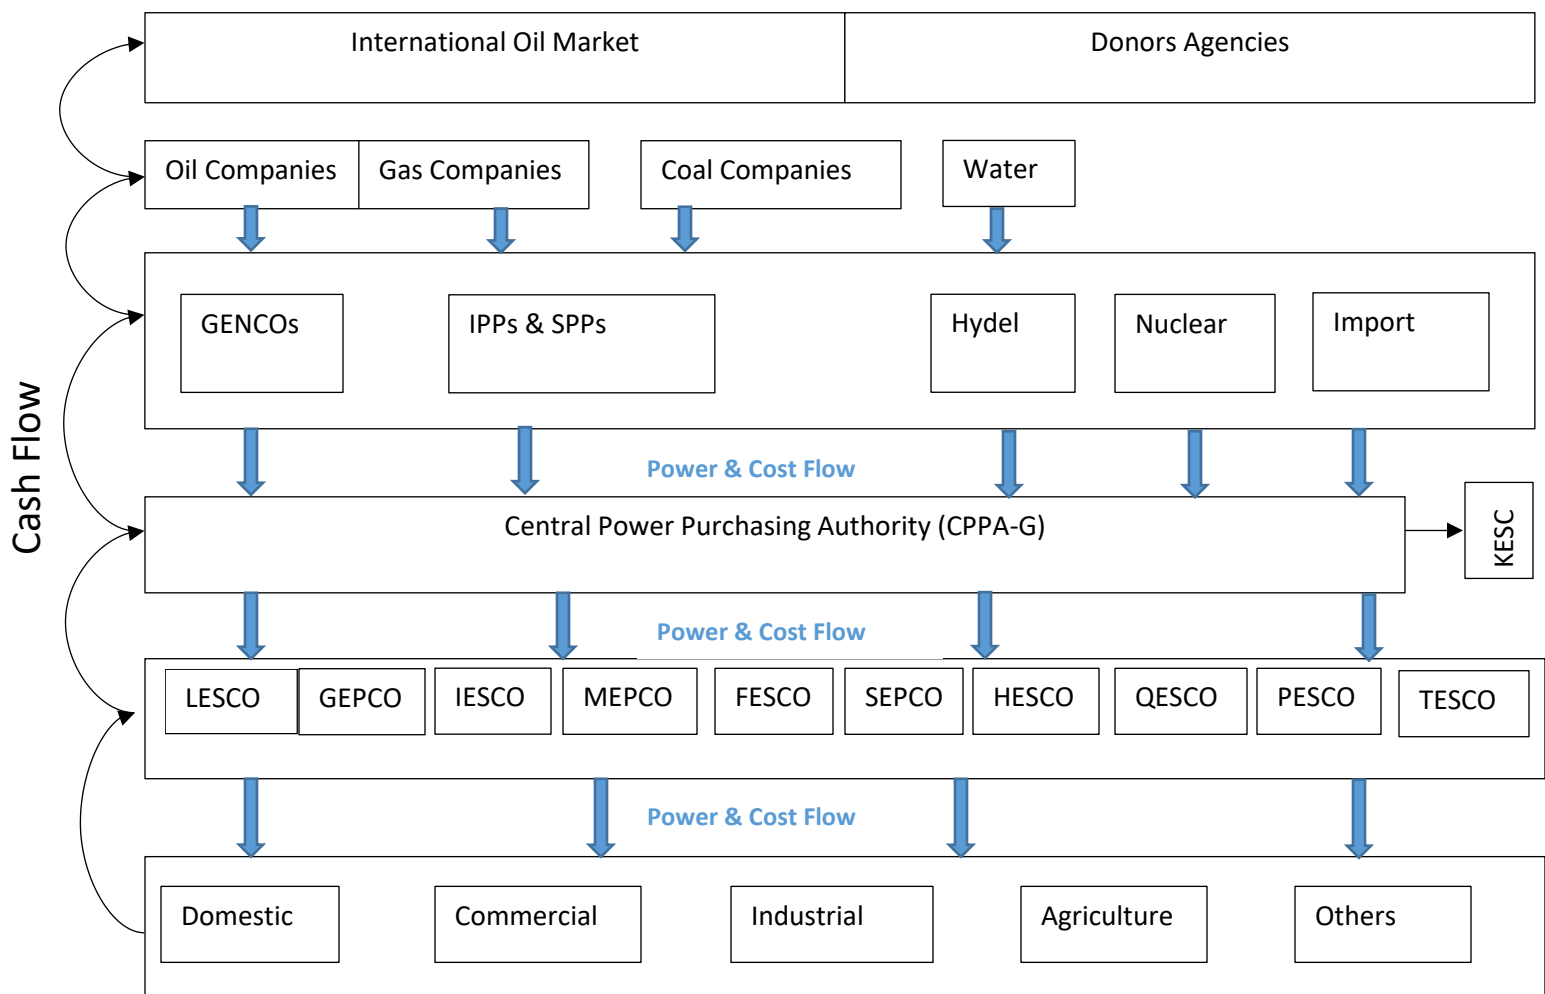 International Oil Market
Donors Agencies
Oil Companies
Gas Companies
Coal Companies
Water
GENCOs
IPPs & SPPs
Hydel
Nuclear
Import
Power & Cost Flow
Cash Flow
Central Power Purchasing Authority (CPPA-G)
KESC
Power & Cost Flow
LESCO
GEPCO
IESCO
MEPCO
FESCO
SEPCO
HESCO
QESCO
PESCO
TESCO
Power & Cost Flow
Domestic
Commercial
Industrial
Agriculture
Others